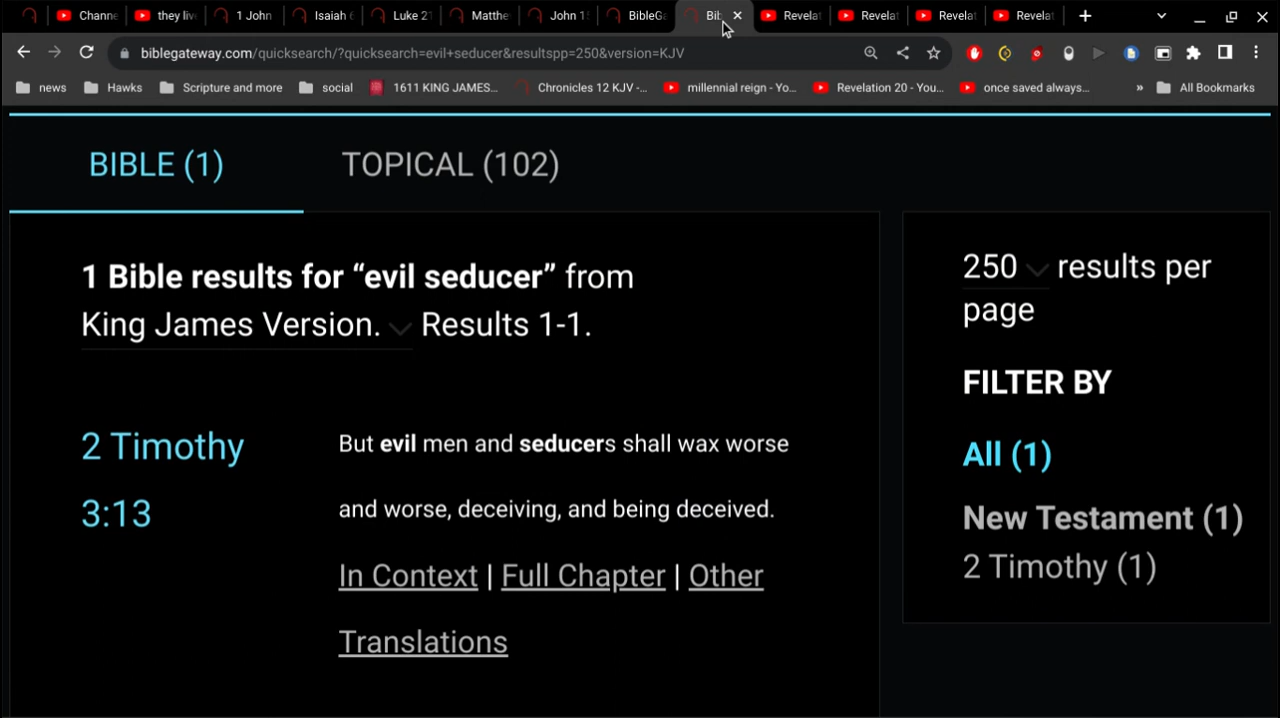 Channe
they live
1 John
Isaiah 6
Luke 21
Matthe
John 1
BibleGa
Bib
Revelat
Revelat
Revelat
Revelat
biblegateway.com/quicksearch/?quicksearch=evil+seducer&resultspp=250&version=KJV
news
Hawks
Scripture and more
social
1611 KING JAMES...
Chronicles 12 KJV -...
millennial reign - Yo...
Revelation 20 - You...
once saved always...
»
All Bookmarks
BIBLE (1)
TOPICAL (102)
1 Bible results for “evil seducer” from
King James Version. Results 1-1.
2 Timothy
3:13
But evil men and seducers shall wax worse
and worse, deceiving, and being deceived.
In Context | Full Chapter | Other
Translations
250 results per
page
FILTER BY
All (1)
New Testament (1)
2 Timothy (1)